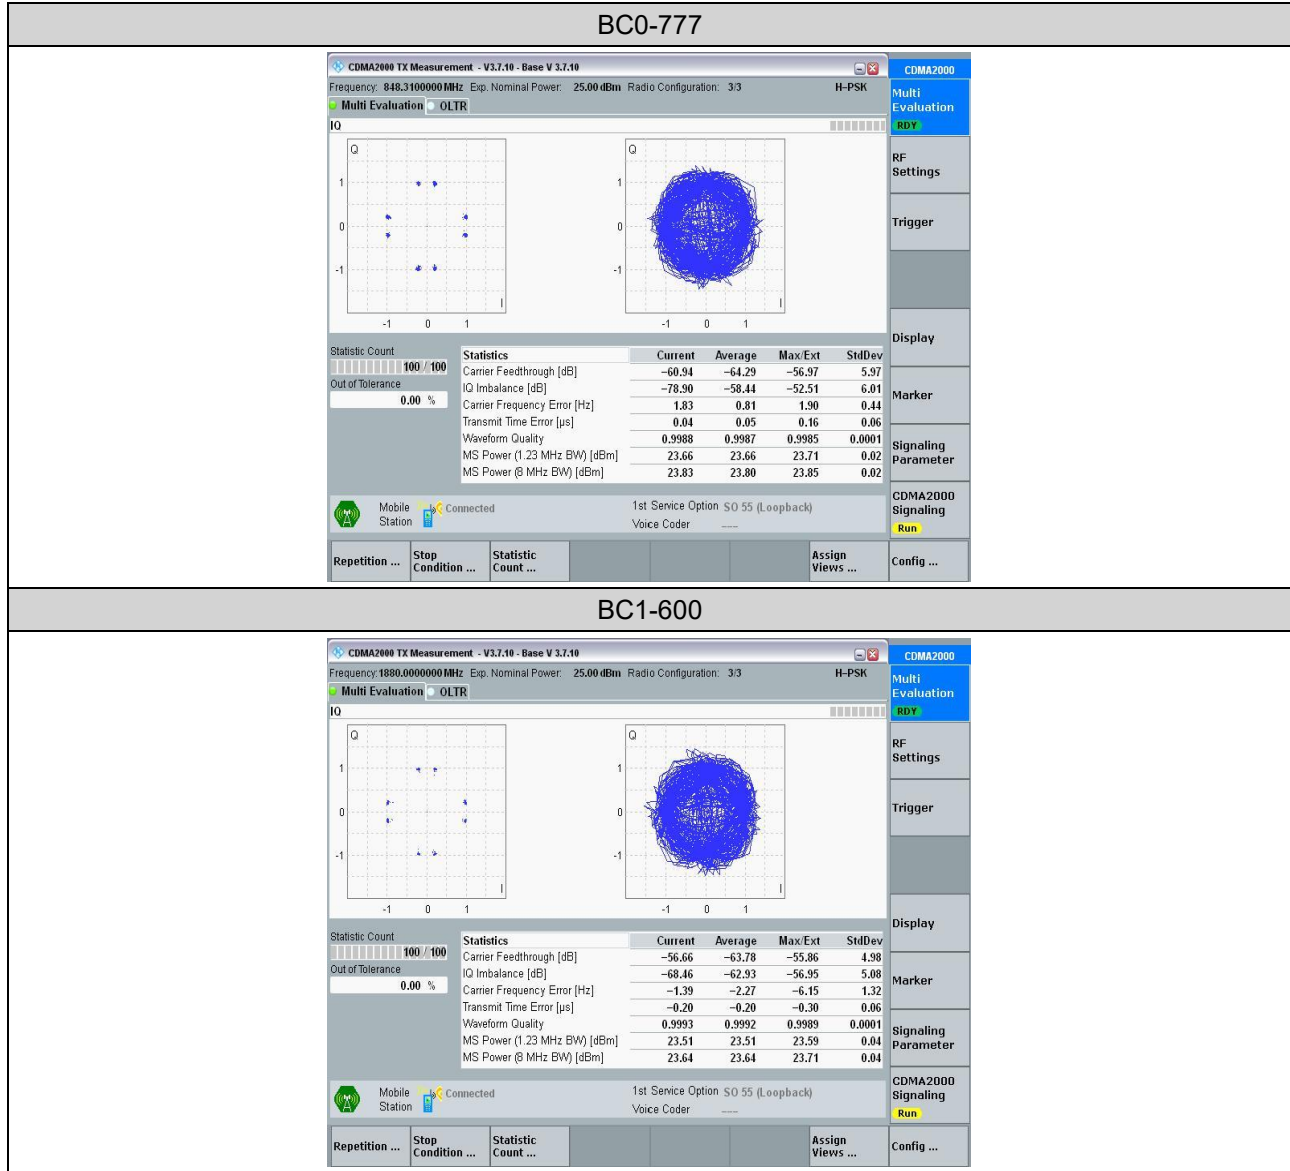 BC0-777
CDMA2000 TX Measurement - V3.7.10 - Base V 3.7.10
CDMA2000
Frequency: 848.3100000 MHz Exp. Nominal Power: 25.00 dBm Radio Configuration: 3/3 H-PSK
Multi Evaluation OLTR
Multi
Evaluation
RDY
IQ
Q
1
0
-1
I
-1 0 1
Q
1
0
-1
I
-1 0 1
RF
Settings
Trigger
Display
Marker
Signaling
Parameter
CDMA2000
Signaling
Run
Statistic Count
100 / 100
Out of Tolerance
0.00 %
Statistics Current Average Max/Ext StdDev
Carrier Feedthrough [dB] −60.94 −64.29 −56.97 5.97
IQ Imbalance [dB] −78.90 −58.44 −52.51 6.01
Carrier Frequency Error [Hz] 1.83 0.81 1.90 0.44
Transmit Time Error [µs] 0.04 0.05 0.16 0.06
Waveform Quality 0.9988 0.9987 0.9985 0.0001
MS Power (1.23 MHz BW) [dBm] 23.66 23.66 23.71 0.02
MS Power (8 MHz BW) [dBm] 23.83 23.80 23.85 0.02
Mobile
Station
Connected
1st Service Option SO 55 (Loopback)
Voice Coder ---
Repetition ...
Stop
Condition ...
Statistic
Count ...
Assign
Views ...
Config ...
BC1-600
CDMA2000 TX Measurement - V3.7.10 - Base V 3.7.10
CDMA2000
Frequency: 1880.0000000 MHz Exp. Nominal Power: 25.00 dBm Radio Configuration: 3/3 H-PSK
Multi Evaluation OLTR
Multi
Evaluation
RDY
IQ
Q
1
0
-1
I
-1 0 1
Q
1
0
-1
I
-1 0 1
RF
Settings
Trigger
Display
Marker
Signaling
Parameter
CDMA2000
Signaling
Run
Statistic Count
100 / 100
Out of Tolerance
0.00 %
Statistics Current Average Max/Ext StdDev
Carrier Feedthrough [dB] −56.66 −63.78 −55.86 4.98
IQ Imbalance [dB] −68.46 −62.93 −56.95 5.08
Carrier Frequency Error [Hz] −1.39 −2.27 −6.15 1.32
Transmit Time Error [µs] −0.20 −0.20 −0.30 0.06
Waveform Quality 0.9993 0.9992 0.9989 0.0001
MS Power (1.23 MHz BW) [dBm] 23.51 23.51 23.59 0.04
MS Power (8 MHz BW) [dBm] 23.64 23.64 23.71 0.04
Mobile
Station
Connected
1st Service Option SO 55 (Loopback)
Voice Coder ---
Repetition ...
Stop
Condition ...
Statistic
Count ...
Assign
Views ...
Config ...